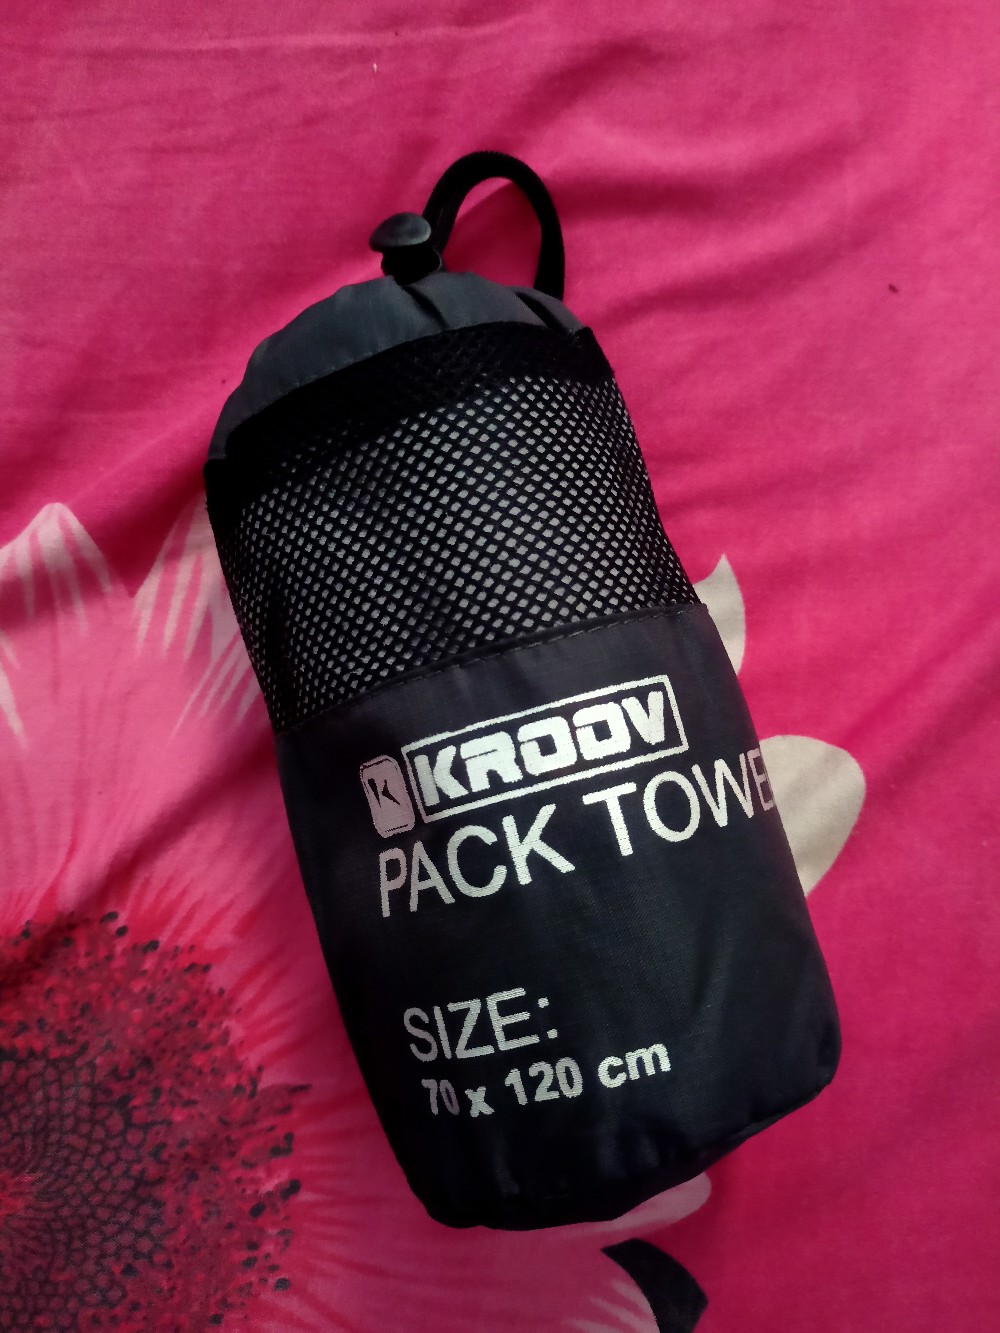 K KROOV
PACK TOWE
SIZE:
70 x 120 cm